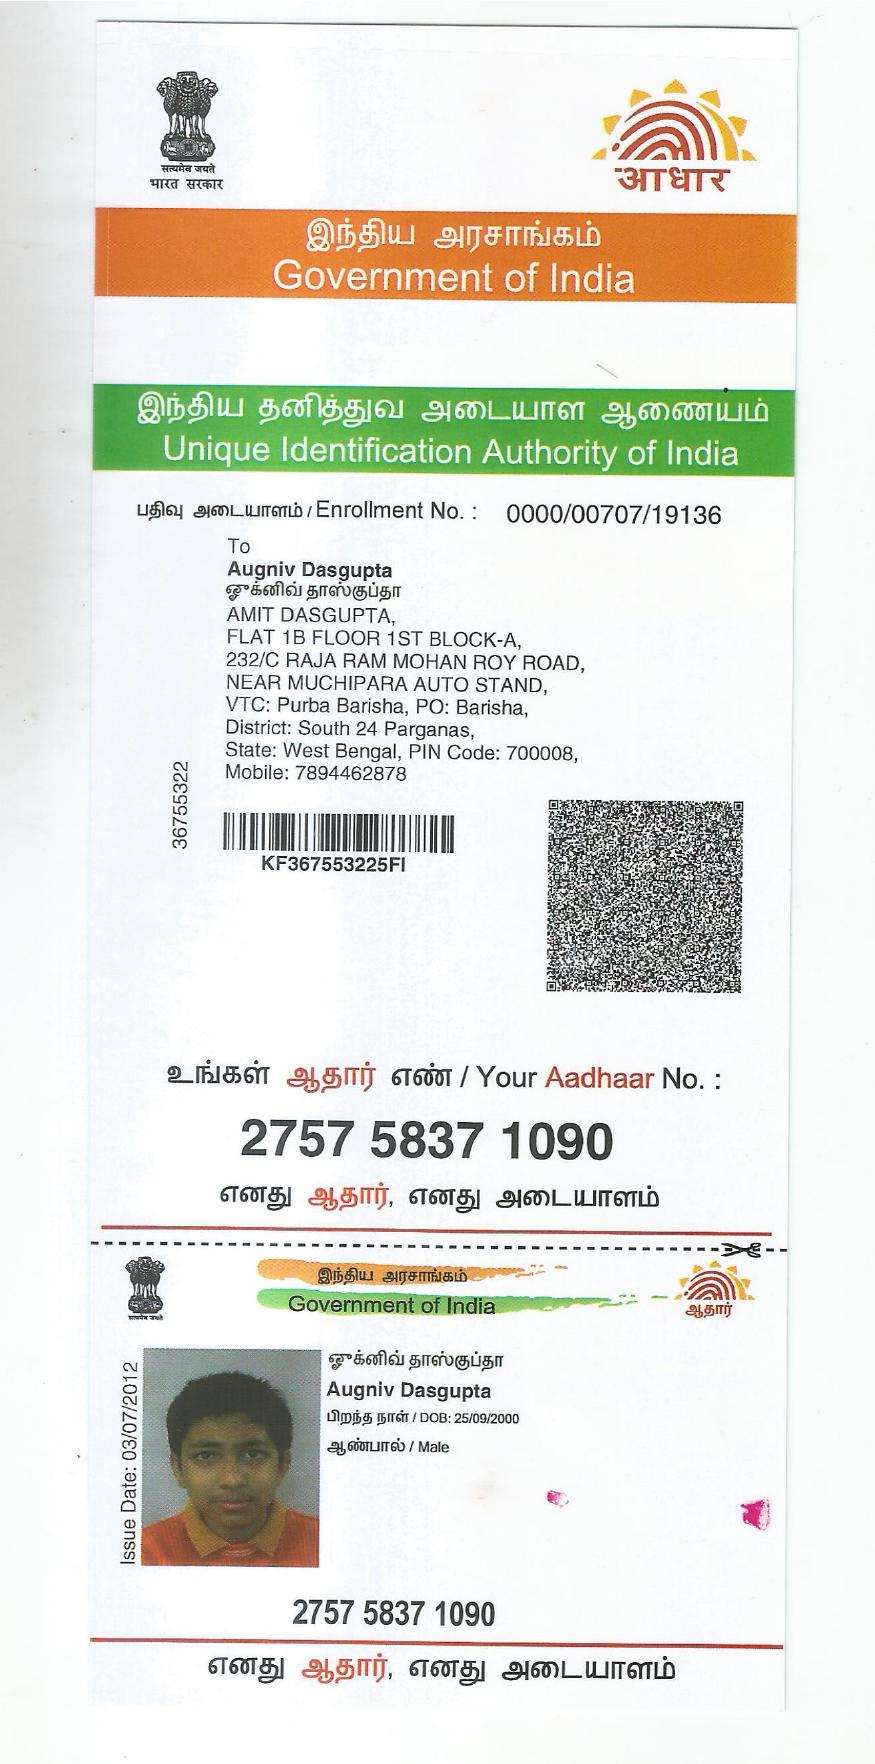 सत्यमेव जयते
भारत सरकार
आधार
இந்திய அரசாங்கம்
Government of India
இந்திய தனித்துவ அடையாள ஆணையம்
Unique Identification Authority of India
பதிவு அடையாளம் / Enrollment No. : 0000/00707/19136
To
Augniv Dasgupta
ஓுக்னிவ் தாஸ்குப்தா
AMIT DASGUPTA,
FLAT 1B FLOOR 1ST BLOCK-A,
232/C RAJA RAM MOHAN ROY ROAD,
NEAR MUCHIPARA AUTO STAND,
VTC: Purba Barisha, PO: Barisha,
District: South 24 Parganas,
State: West Bengal, PIN Code: 700008,
Mobile: 7894462878
36755322
KF367553225FI
உங்கள் ஆதார் எண் / Your Aadhaar No. :
2757 5837 1090
எனது ஆதார், எனது அடையாளம்
सत्यमेव जयते
இந்திய அரசாங்கம்
Government of India
ஆதார்
Issue Date: 03/07/2012
ஓுக்னிவ் தாஸ்குப்தா
Augniv Dasgupta
பிறந்த நாள் / DOB: 25/09/2000
ஆண்பால் / Male
2757 5837 1090
எனது ஆதார், எனது அடையாளம்